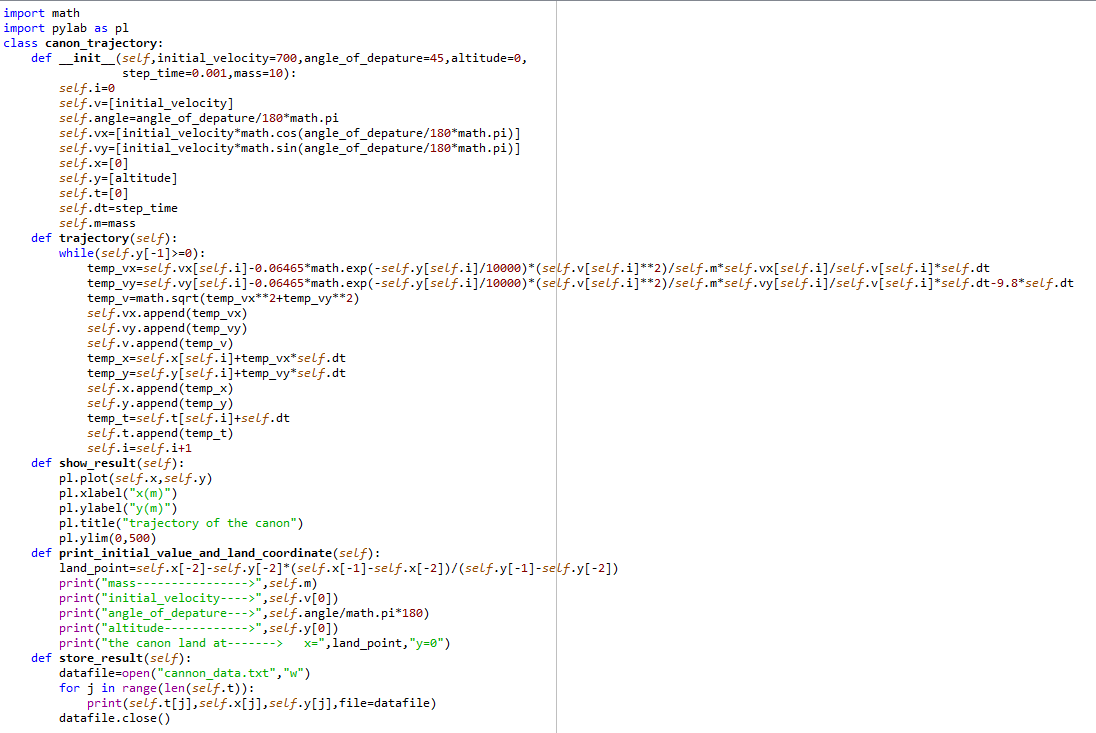 import math
import pylab as pl
class canon_trajectory:
    def __init__(self,initial_velocity=700,angle_of_depature=45,altitude=0,
                 step_time=0.001,mass=10):
        self.i=0
        self.v=[initial_velocity]
        self.angle=angle_of_depature/180*math.pi
        self.vx=[initial_velocity*math.cos(angle_of_depature/180*math.pi)]
        self.vy=[initial_velocity*math.sin(angle_of_depature/180*math.pi)]
        self.x=[0]
        self.y=[altitude]
        self.t=[0]
        self.dt=step_time
        self.m=mass
    def trajectory(self):
        while(self.y[-1]>=0):
            temp_vx=self.vx[self.i]-0.06465*math.exp(-self.y[self.i]/10000)*(self.v[self.i]**2)/self.m*self.vx[self.i]/self.v[self.i]*self.dt
            temp_vy=self.vy[self.i]-0.06465*math.exp(-self.y[self.i]/10000)*(self.v[self.i]**2)/self.m*self.vy[self.i]/self.v[self.i]*self.dt-9.8*self.dt
            temp_v=math.sqrt(temp_vx**2+temp_vy**2)
            self.vx.append(temp_vx)
            self.vy.append(temp_vy)
            self.v.append(temp_v)
            temp_x=self.x[self.i]+temp_vx*self.dt
            temp_y=self.y[self.i]+temp_vy*self.dt
            self.x.append(temp_x)
            self.y.append(temp_y)
            temp_t=self.t[self.i]+self.dt
            self.t.append(temp_t)
            self.i=self.i+1
    def show_result(self):
        pl.plot(self.x,self.y)
        pl.xlabel("x(m)")
        pl.ylabel("y(m)")
        pl.title("trajectory of the canon")
        pl.ylim(0,500)
    def print_initial_value_and_land_coordinate(self):
        land_point=self.x[-2]-self.y[-2]*(self.x[-1]-self.x[-2])/(self.y[-1]-self.y[-2])
        print("mass---------------->",self.m)
        print("initial_velocity---->",self.v[0])
        print("angle_of_depature--->",self.angle/math.pi*180)
        print("altitude------------>",self.y[0])
        print("the canon land at------->   x=",land_point,"y=0")
    def store_result(self):
        datafile=open("cannon_data.txt","w")
        for j in range(len(self.t)):
            print(self.t[j],self.x[j],self.y[j],file=datafile)
        datafile.close()